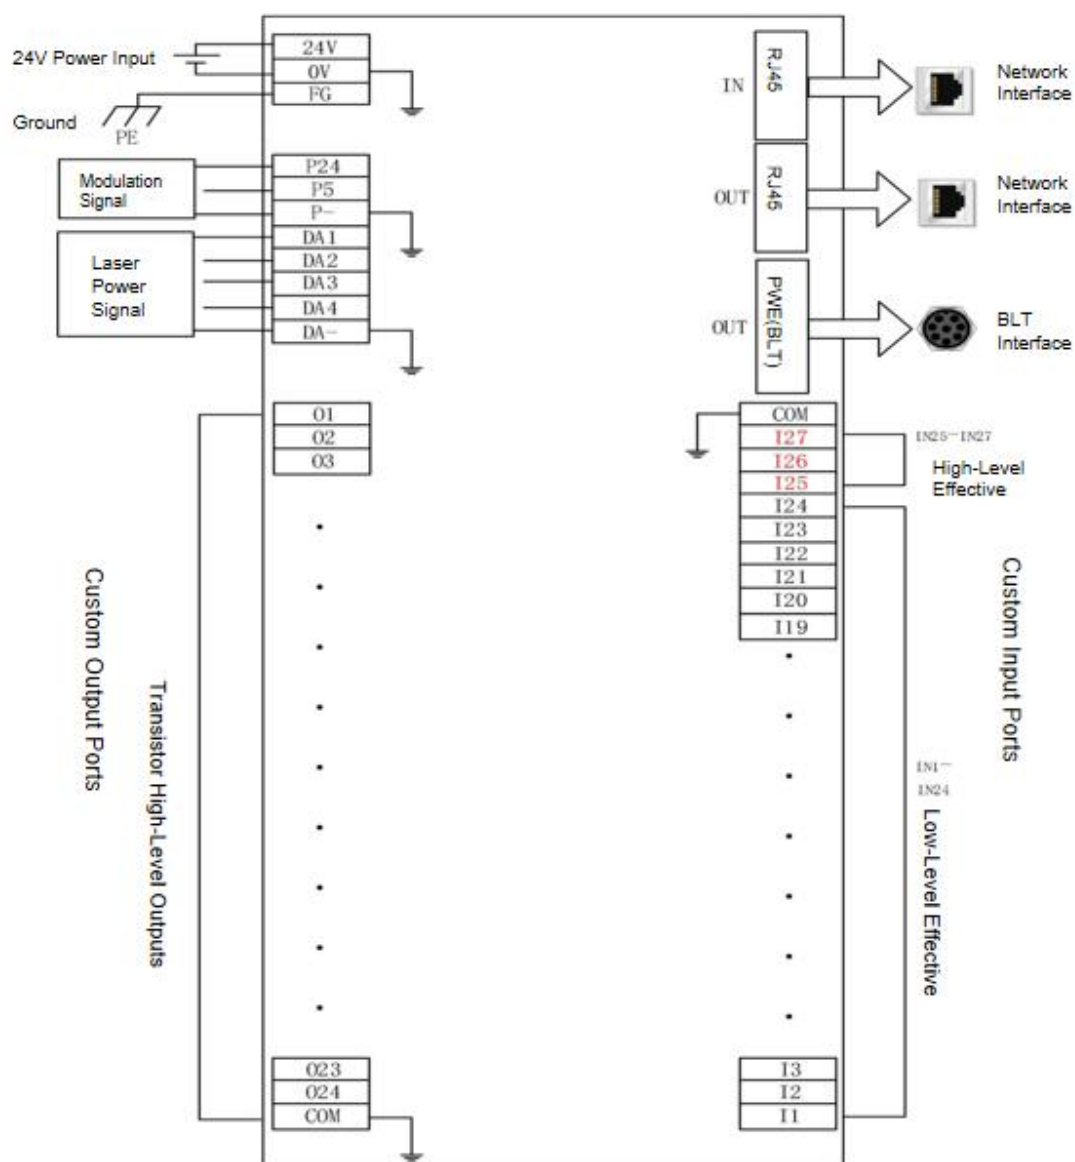 24V Power Input
24V
0V
FG
Ground
PE
Modulation
Signal
P24
P5
P-
Laser
Power
Signal
DA1
DA2
DA3
DA4
DA-
IN
RJ45
Network
Interface
OUT
RJ45
Network
Interface
OUT
PWE(BLT)
BLT
Interface
O1
O2
O3
Custom Output Ports
Transistor High-Level Outputs
O23
O24
COM
COM
I27
I26
I25
I24
I23
I22
I21
I20
I19
IN25-IN27
High-Level
Effective
Custom Input Ports
IN1-
IN24
Low-Level Effective
I3
I2
I1